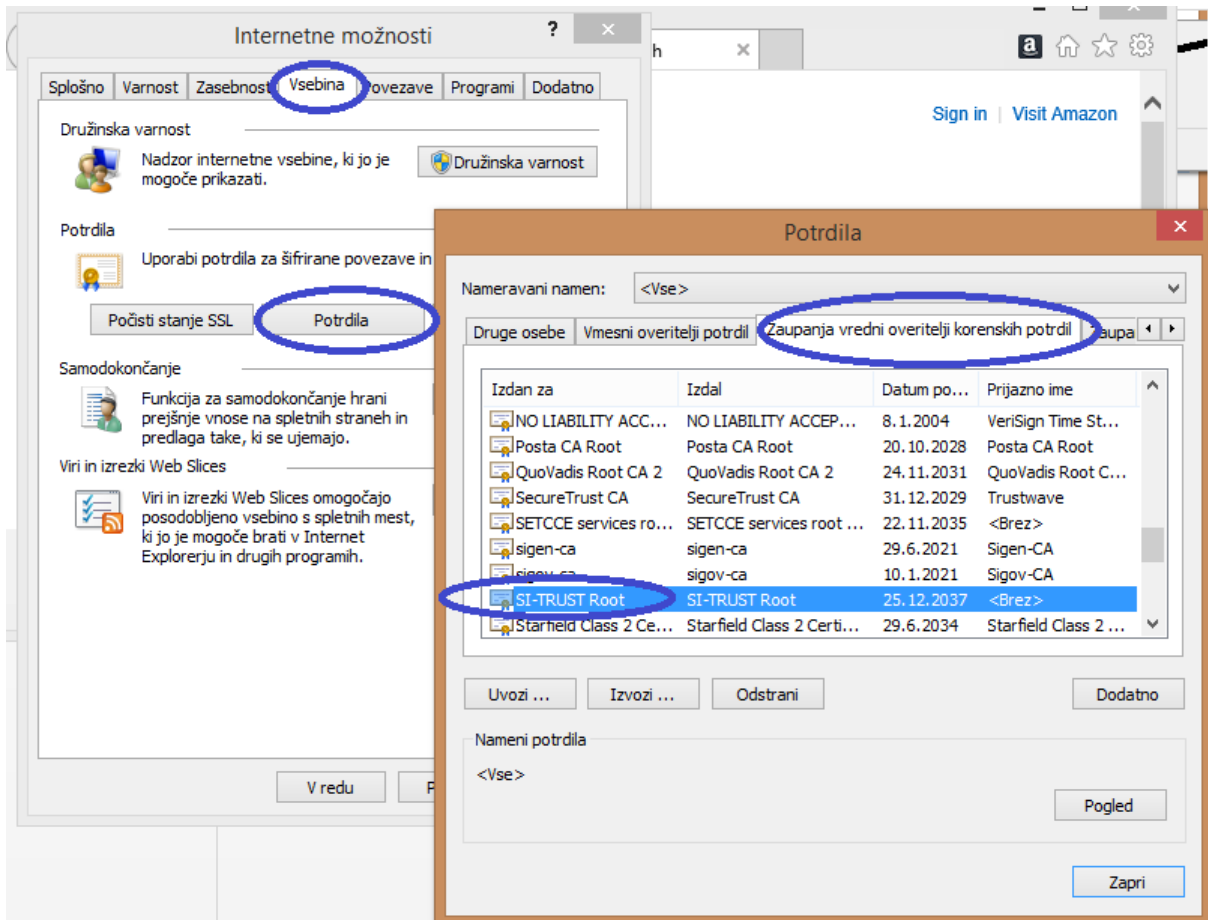 Internetne možnosti
?
h
a
Splošno Varnost Zasebnost Vsebina Povezave Programi Dodatno
Sign in | Visit Amazon
Družinska varnost
Nadzor internetne vsebine, ki jo je
mogoče prikazati.
Družinska varnost
Potrdila
Uporabi potrdila za šifrirane povezave in
Počisti stanje SSL
Potrdila
Samodokončanje
Funkcija za samodokončanje hrani
prejšnje vnose na spletnih straneh in
predlaga take, ki se ujemajo.
Viri in izrezki Web Slices
Viri in izrezki Web Slices omogočajo
posodobljeno vsebino s spletnih mest,
ki jo je mogoče brati v Internet
Explorerju in drugih programih.
V redu
P
Potrdila
Nameravani namen: <Vse>
Druge osebe Vmesni overitelji potrdil Zaupanja vredni overitelji korenskih potrdil Zaupa
Izdan za Izdal Datum po... Prijazno ime
NO LIABILITY ACC... NO LIABILITY ACCEP... 8.1.2004 VeriSign Time St...
Posta CA Root Posta CA Root 20.10.2028 Posta CA Root
QuoVadis Root CA 2 QuoVadis Root CA 2 24.11.2031 QuoVadis Root C...
SecureTrust CA SecureTrust CA 31.12.2029 Trustwave
SETCCE services ro... SETCCE services root ... 22.11.2035 <Brez>
sigen-ca sigen-ca 29.6.2021 Sigen-CA
sigov-ca sigov-ca 10.1.2021 Sigov-CA
SI-TRUST Root SI-TRUST Root 25.12.2037 <Brez>
Starfield Class 2 Ce... Starfield Class 2 Certi... 29.6.2034 Starfield Class 2 ...
Uvozi ... Izvozi ... Odstrani Dodatno
Nameni potrdila
<Vse>
Pogled
Zapri